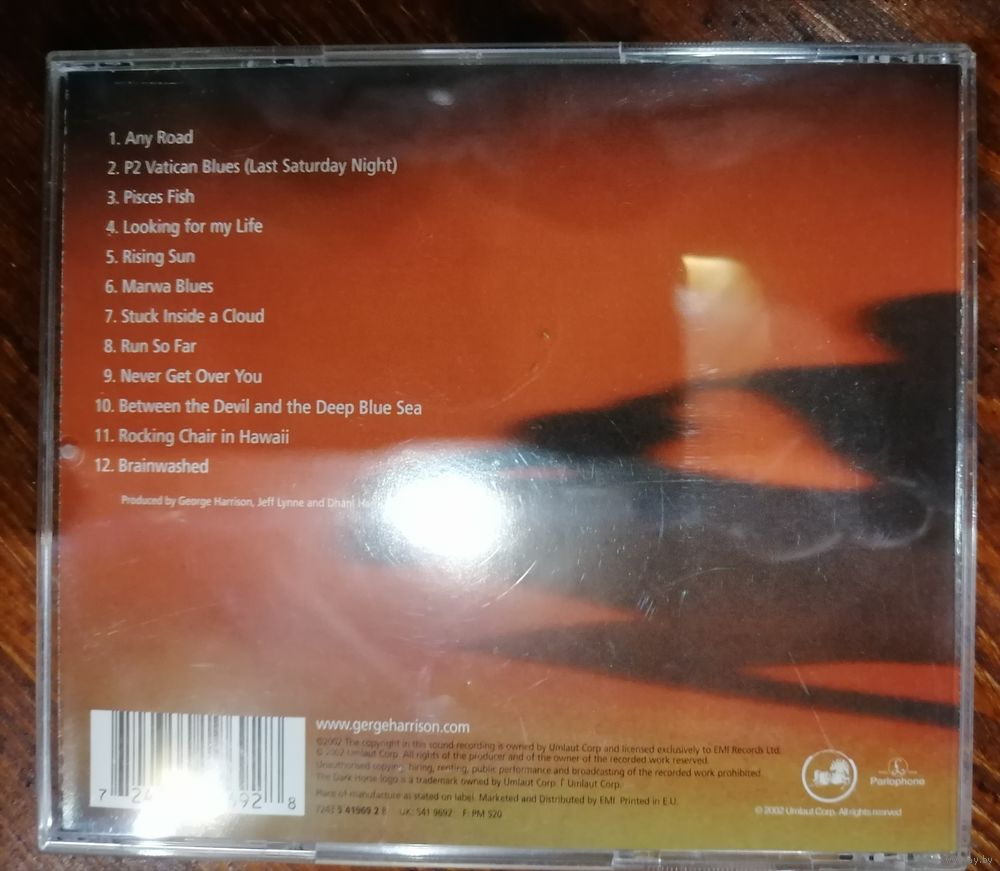 1. Any Road
2. P2 Vatican Blues (Last Saturday Night)
3. Pisces Fish
4. Looking for my Life
5. Rising Sun
6. Marwa Blues
7. Stuck Inside a Cloud
8. Run So Far
9. Never Get Over You
10. Between the Devil and the Deep Blue Sea
11. Rocking Chair in Hawaii
12. Brainwashed
Produced by George Harrison, Jeff Lynne and Dhani
www.gergeharrison.com
©2002 The copyright in this sound recording is owned by Umlaut Corp and licensed exclusively to EMI Records Ltd.
© 2002 Umlaut Corp. All rights of the producer and of the owner of the recorded work reserved.
Unauthorised copying, hiring, renting, public performance and broadcasting of the recorded work prohibited.
The Dark Horse logo is a trademark owned by Umlaut Corp. Γ Umlaut Corp.
Place of manufacture as stated on label. Marketed and Distributed by EMI. Printed in E.U.
7243 5 41969 2 8 UK: 541 9692 F: PM 520
Parlophone
© 2002 Umlaut Corp. All rights reserved